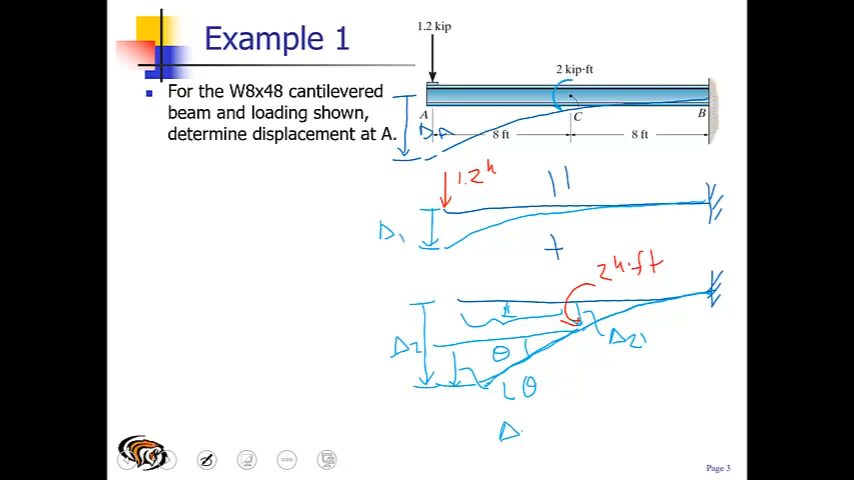 Example 1
1.2 kip
2 kip·ft
For the W8x48 cantilevered
beam and loading shown,
determine displacement at A.
A
C
B
ΔA
8 ft
8 ft
1.2k
Δ1
+
2k·ft
L
Δ2
θ
Δ21
Lθ
Δ
Page 3